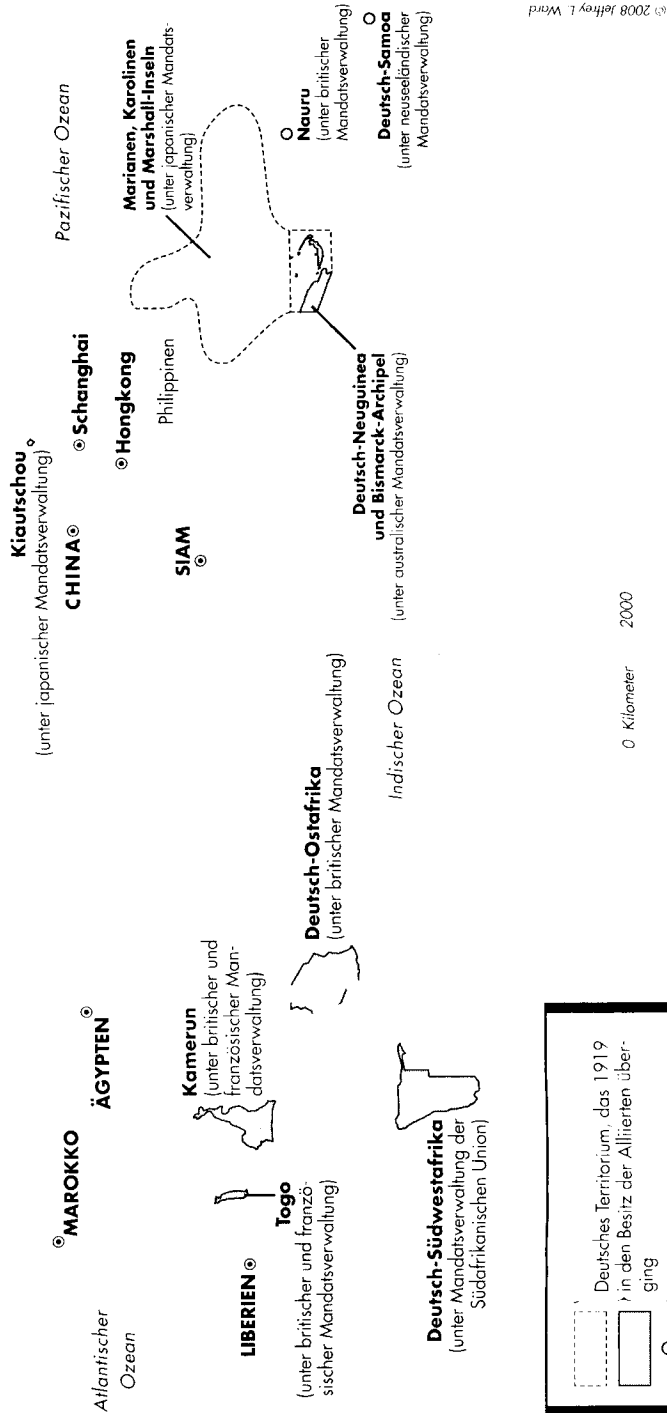 Atlantischer
Ozean
MAROKKO
ÄGYPTEN
LIBERIEN
Togo
(unter britischer und franzö-
sischer Mandatsverwaltung)
Kamerun
(unter britischer und
französischer Man-
datsverwaltung)
Deutsch-Ostafrika
(unter britischer Mandatsverwaltung)
Deutsch-Südwestafrika
(unter Mandatsverwaltung der
Südafrikanischen Union)
Indischer Ozean
Kiautschou
(unter japanischer Mandatsverwaltung)
CHINA
Schanghai
Hongkong
SIAM
Philippinen
Pazifischer Ozean
Marianen, Karolinen
und Marshall-Inseln
(unter japanischer Mandats-
verwaltung)
Nauru
(unter britischer
Mandatsverwaltung)
Deutsch-Samoa
(unter neuseeländischer
Mandatsverwaltung)
Deutsch-Neuguinea
und Bismarck-Archipel
(unter australischer Mandatsverwaltung)
Deutsches Territorium, das 1919
in den Besitz der Alliierten über-
ging
0 Kilometer 2000
© 2008 Jeffrey L. Ward